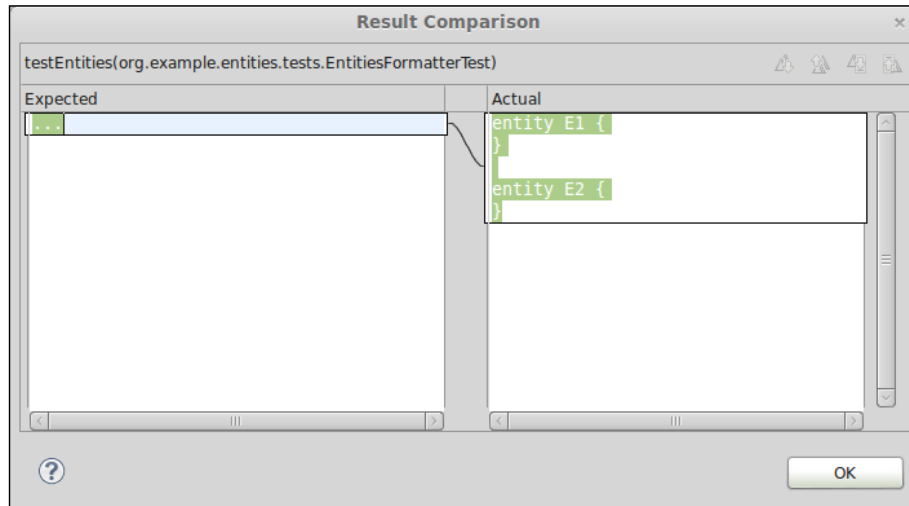 Result Comparison
testEntities(org.example.entities.tests.EntitiesFormatterTest)
Expected
Actual
...
entity E1 {
}
entity E2 {
}
OK